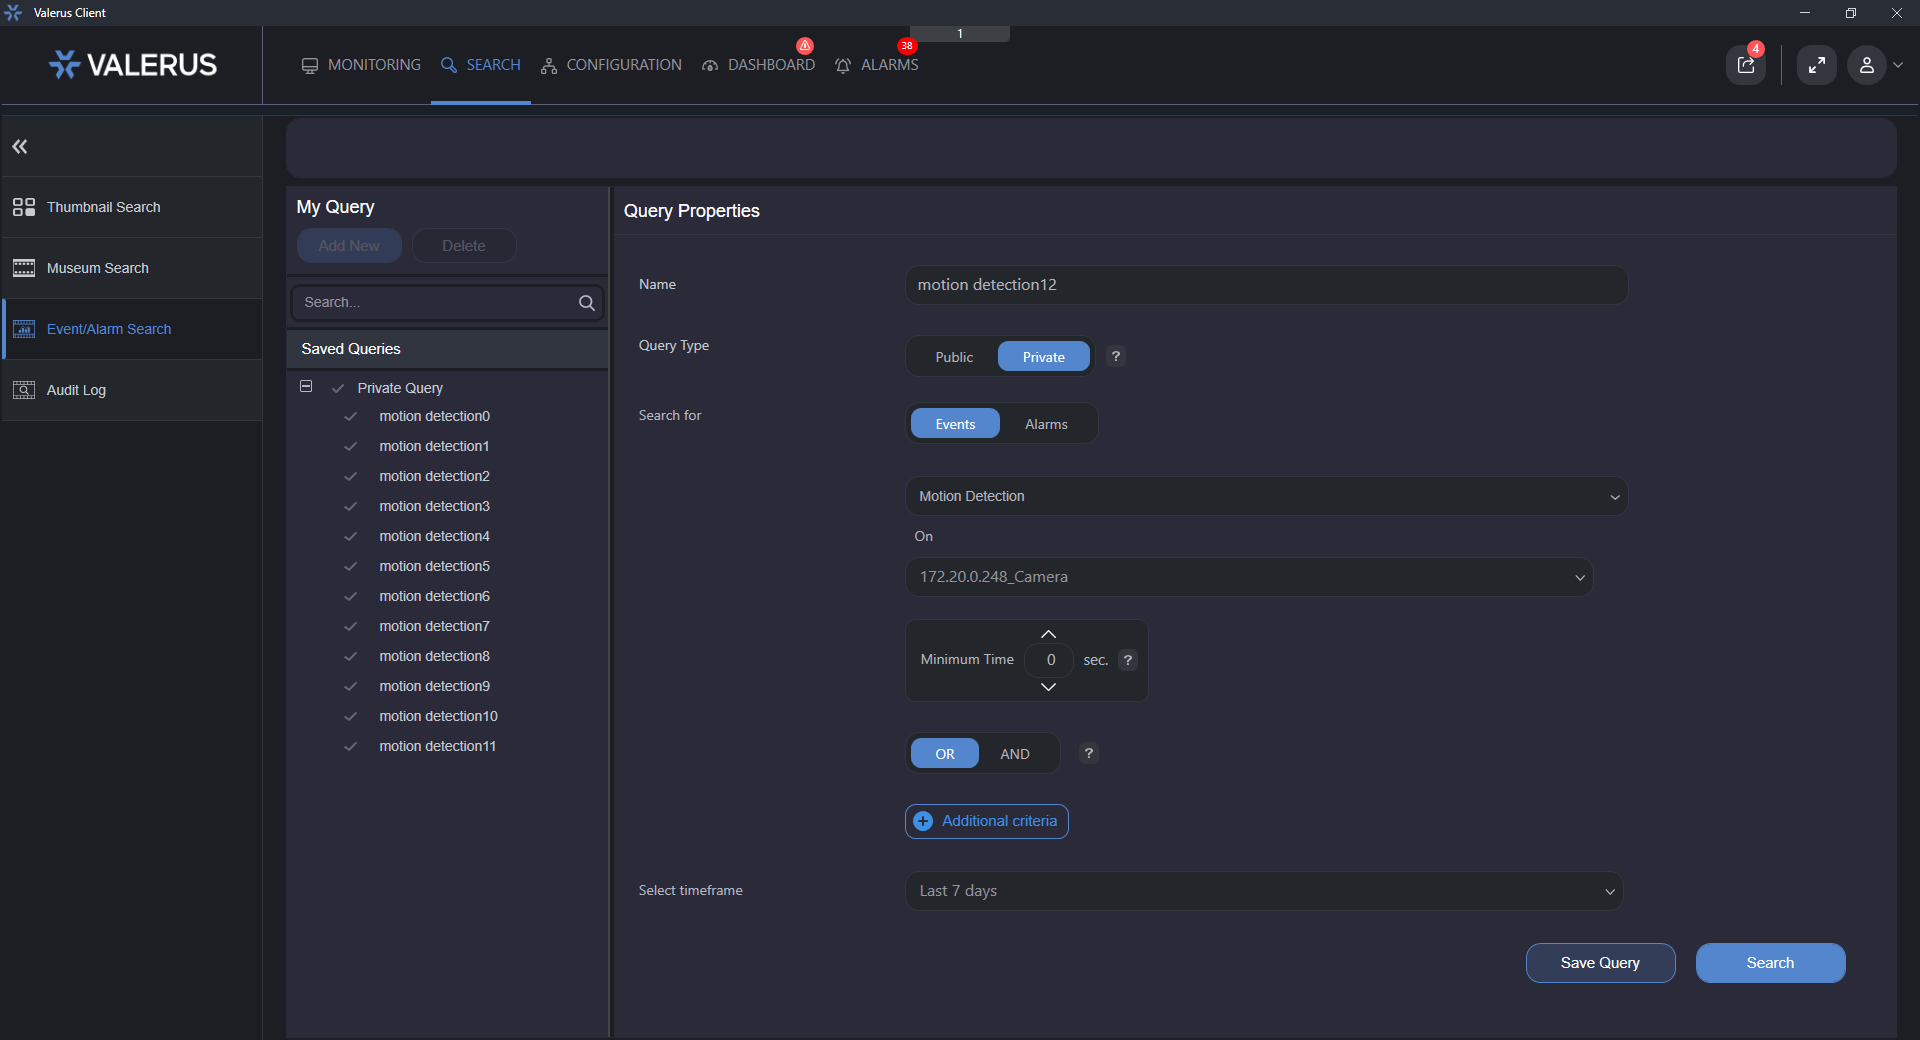 Valerus Client
1
VALERUS
MONITORING
SEARCH
CONFIGURATION
DASHBOARD
38
ALARMS
4
Thumbnail Search
Museum Search
Event/Alarm Search
Audit Log
My Query
Add New
Delete
Search...
Saved Queries
Private Query
motion detection0
motion detection1
motion detection2
motion detection3
motion detection4
motion detection5
motion detection6
motion detection7
motion detection8
motion detection9
motion detection10
motion detection11
Query Properties
Name
motion detection12
Query Type
Public
Private
?
Search for
Events
Alarms
Motion Detection
On
172.20.0.248_Camera
Minimum Time
0
sec.
?
OR
AND
?
Additional criteria
Select timeframe
Last 7 days
Save Query
Search